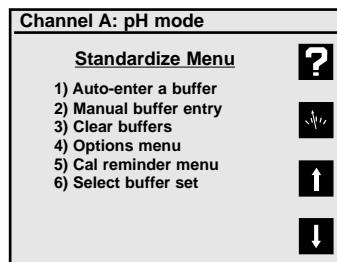 Channel A: pH mode
Standardize Menu
1) Auto-enter a buffer
2) Manual buffer entry
3) Clear buffers
4) Options menu
5) Cal reminder menu
6) Select buffer set
?